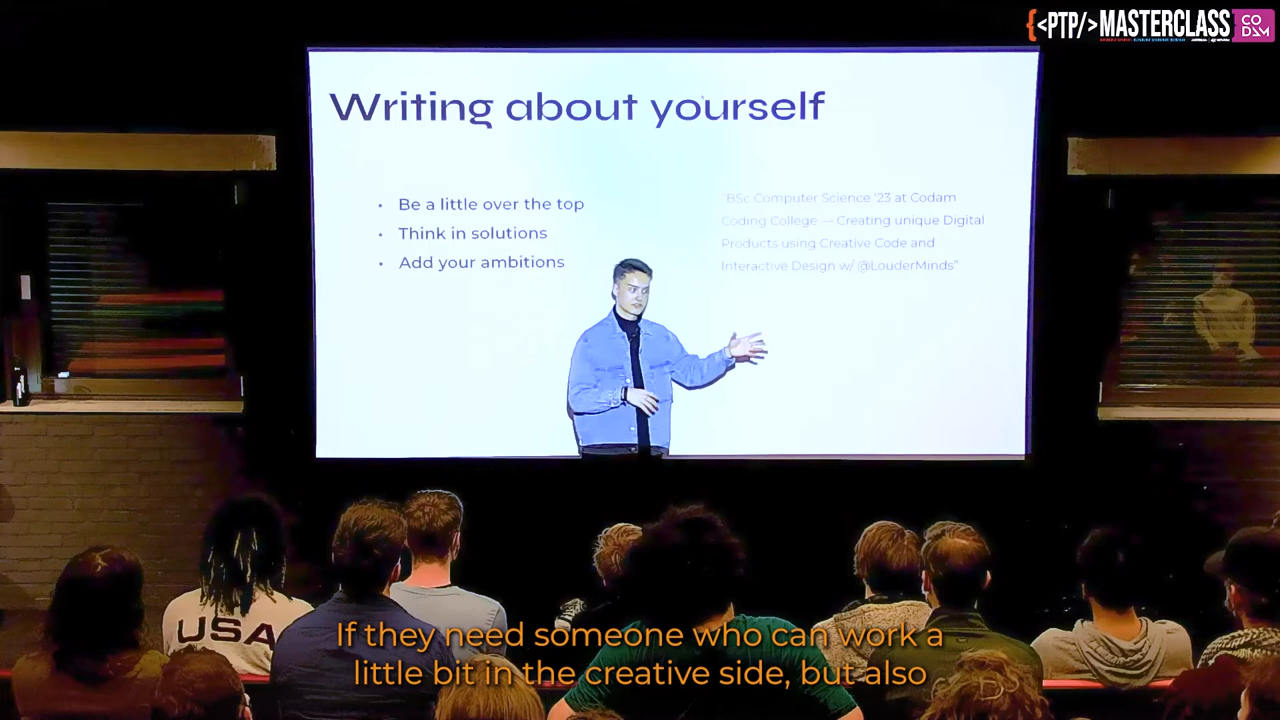 {<PTP/>MASTERCLASS
CO
D/\M
Writing about yourself
• Be a little over the top
• Think in solutions
• Add your ambitions
"BSc Computer Science '23 at Codam
Coding College — Creating unique Digital
Products using Creative Code and
Interactive Design w/ @LouderMinds"
USA
If they need someone who can work a
little bit in the creative side, but also